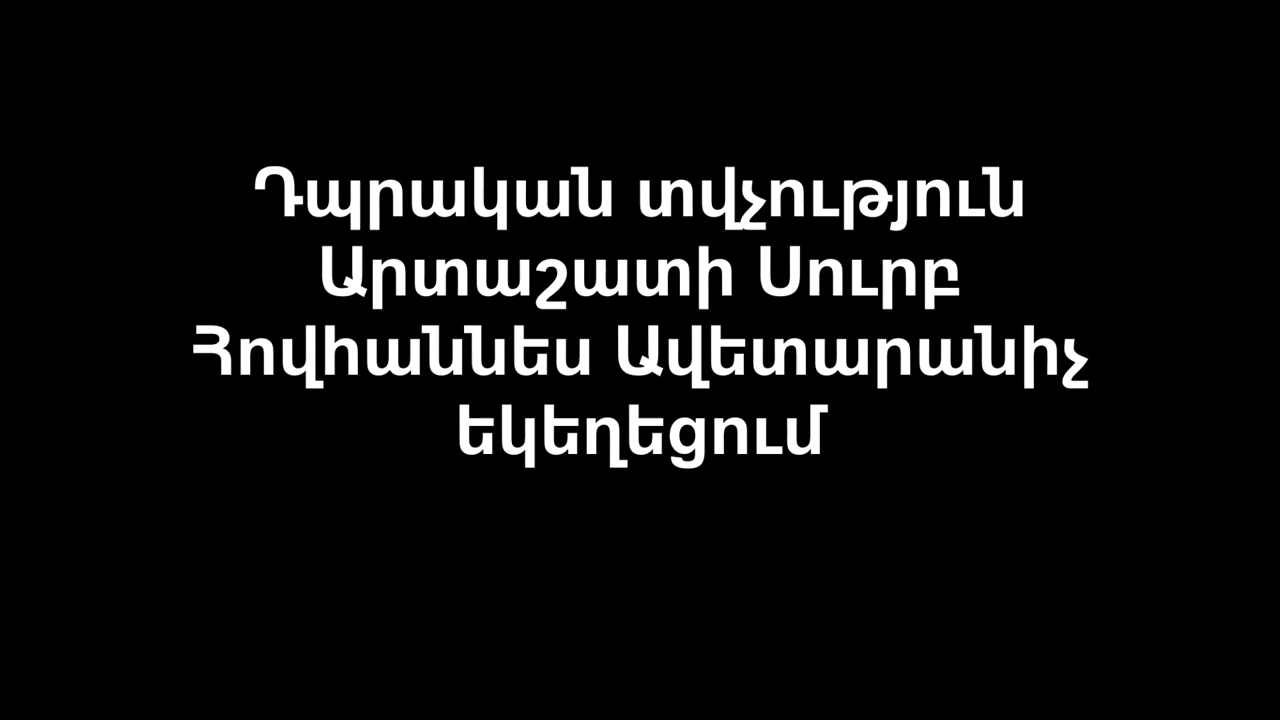 Դպրական տվչություն
Արտաշատի Սուրբ
Հովհաննես Ավետարանիչ
եկեղեցում